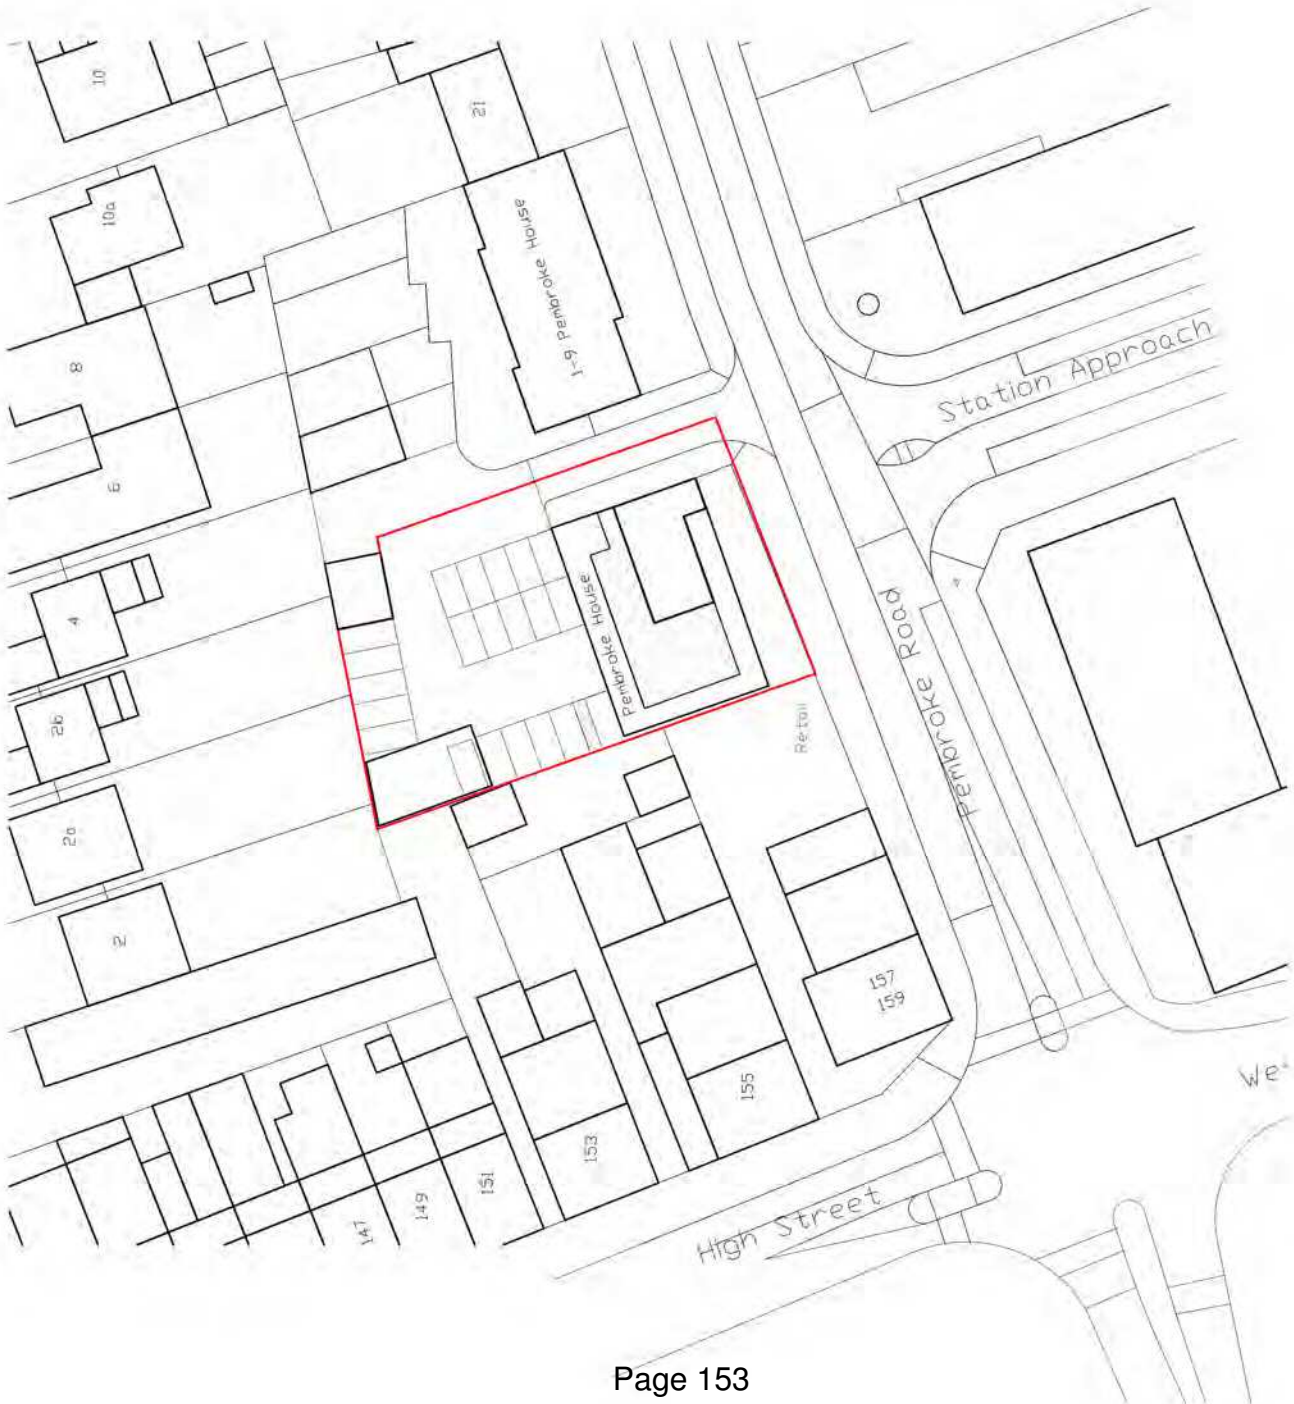 10
21
10a
1-9 Pembroke House
8
Station Approach
6
4
Pembroke House
Pembroke Road
2b
Retail
2a
2
157
159
We
155
153
151
149
147
High Street
Page 153